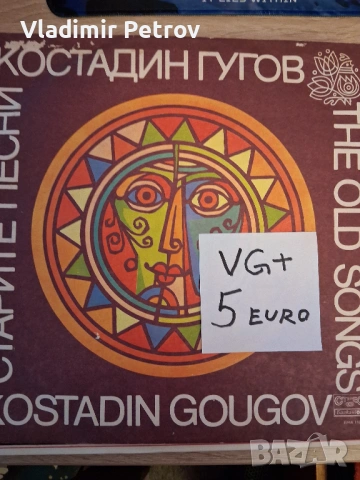 Vladimir Petrov
КОСТАДИН ГУГОВ
СТАРИТЕ ПЕСНИ
THE OLD SONGS
VG+
5 EURO
KOSTADIN GOUGOV
BAZAR